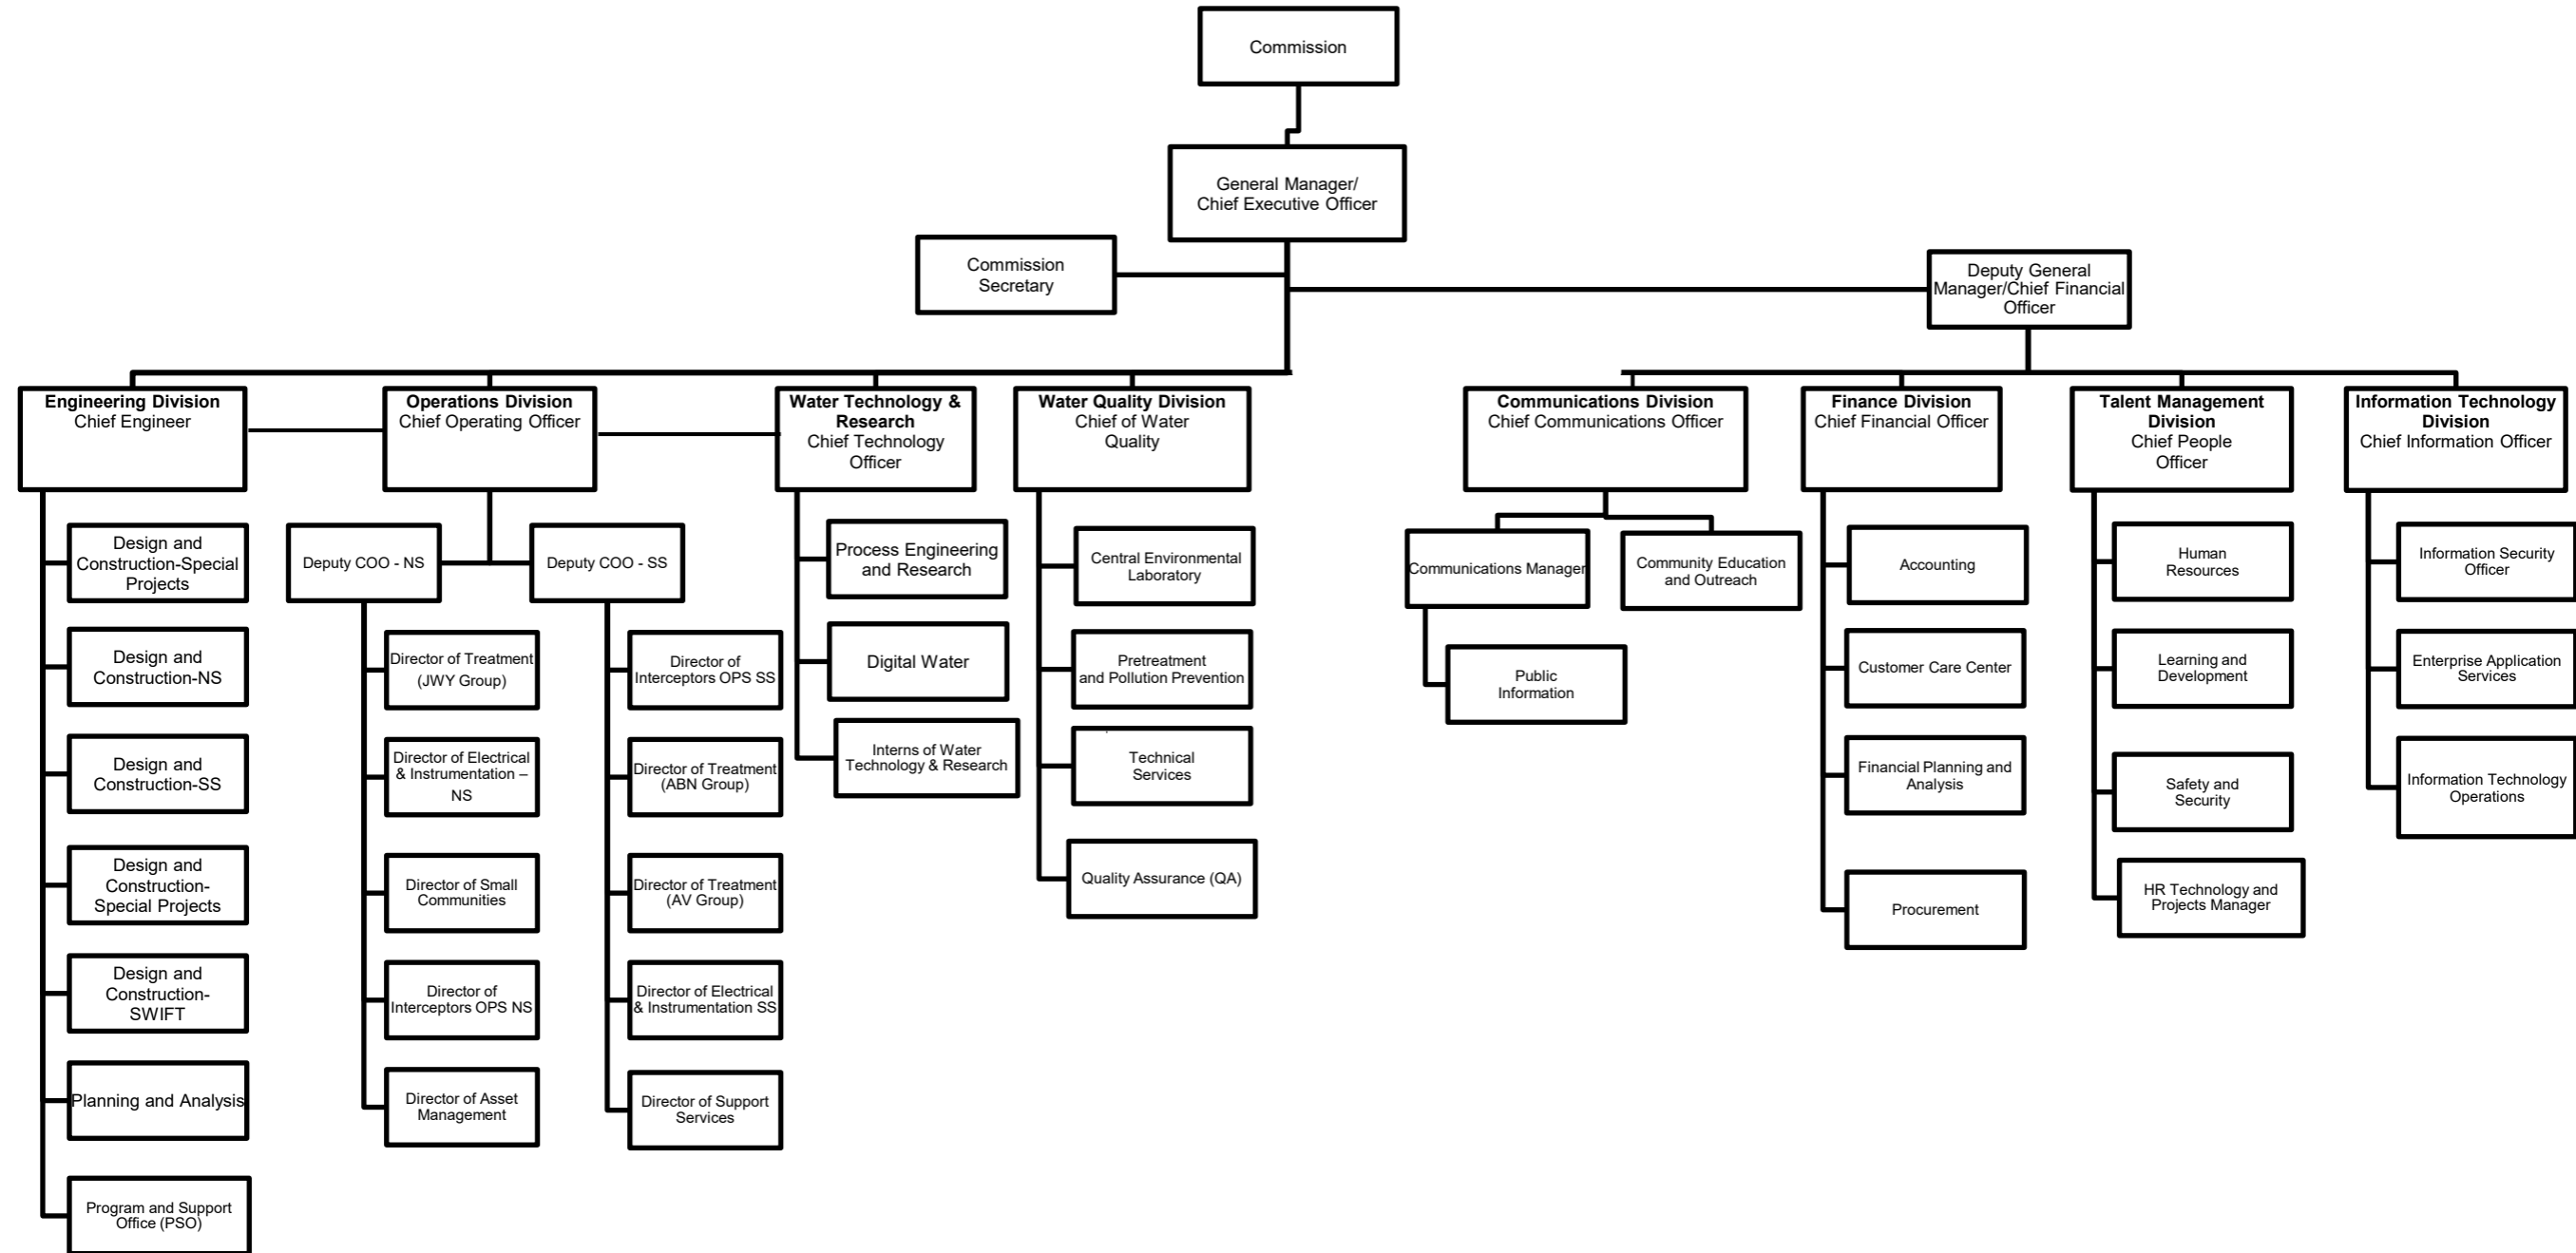 Commission
General Manager/
Chief Executive Officer
Commission
Secretary
Deputy General
Manager/Chief Financial
Officer
Engineering Division
Chief Engineer
Operations Division
Chief Operating Officer
Water Technology &
Research
Chief Technology
Officer
Water Quality Division
Chief of Water
Quality
Communications Division
Chief Communications Officer
Finance Division
Chief Financial Officer
Talent Management
Division
Chief People
Officer
Information Technology
Division
Chief Information Officer
Design and
Construction-Special
Projects
Design and
Construction-NS
Design and
Construction-SS
Design and
Construction-
Special Projects
Design and
Construction-
SWIFT
Planning and Analysis
Program and Support
Office (PSO)
Deputy COO - NS
Director of Treatment
(JWY Group)
Director of Electrical
& Instrumentation –
NS
Director of Small
Communities
Director of
Interceptors OPS NS
Director of Asset
Management
Deputy COO - SS
Director of
Interceptors OPS SS
Director of Treatment
(ABN Group)
Director of Treatment
(AV Group)
Director of Electrical
& Instrumentation SS
Director of Support
Services
Process Engineering
and Research
Digital Water
Interns of Water
Technology & Research
Central Environmental
Laboratory
Pretreatment
and Pollution Prevention
Technical
Services
Quality Assurance (QA)
Communications Manager
Public
Information
Community Education
and Outreach
Accounting
Customer Care Center
Financial Planning and
Analysis
Procurement
Human
Resources
Learning and
Development
Safety and
Security
HR Technology and
Projects Manager
Information Security
Officer
Enterprise Application
Services
Information Technology
Operations